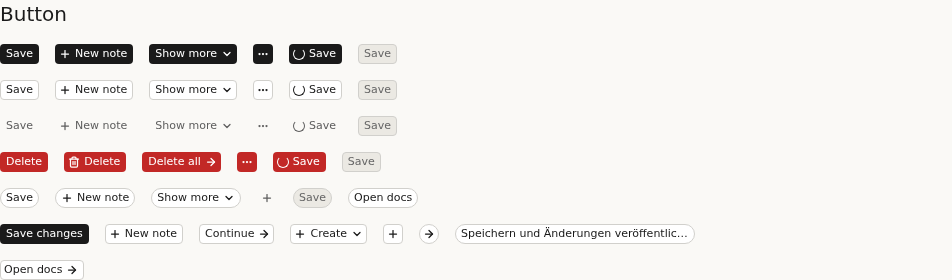 Button
Save New note Show more ... Save Save
Save New note Show more ... Save Save
Save New note Show more ... Save Save
Delete Delete Delete all ... Save Save
Save New note Show more Save Open docs
Save changes New note Continue Create Speichern und Änderungen veröffentlic...
Open docs